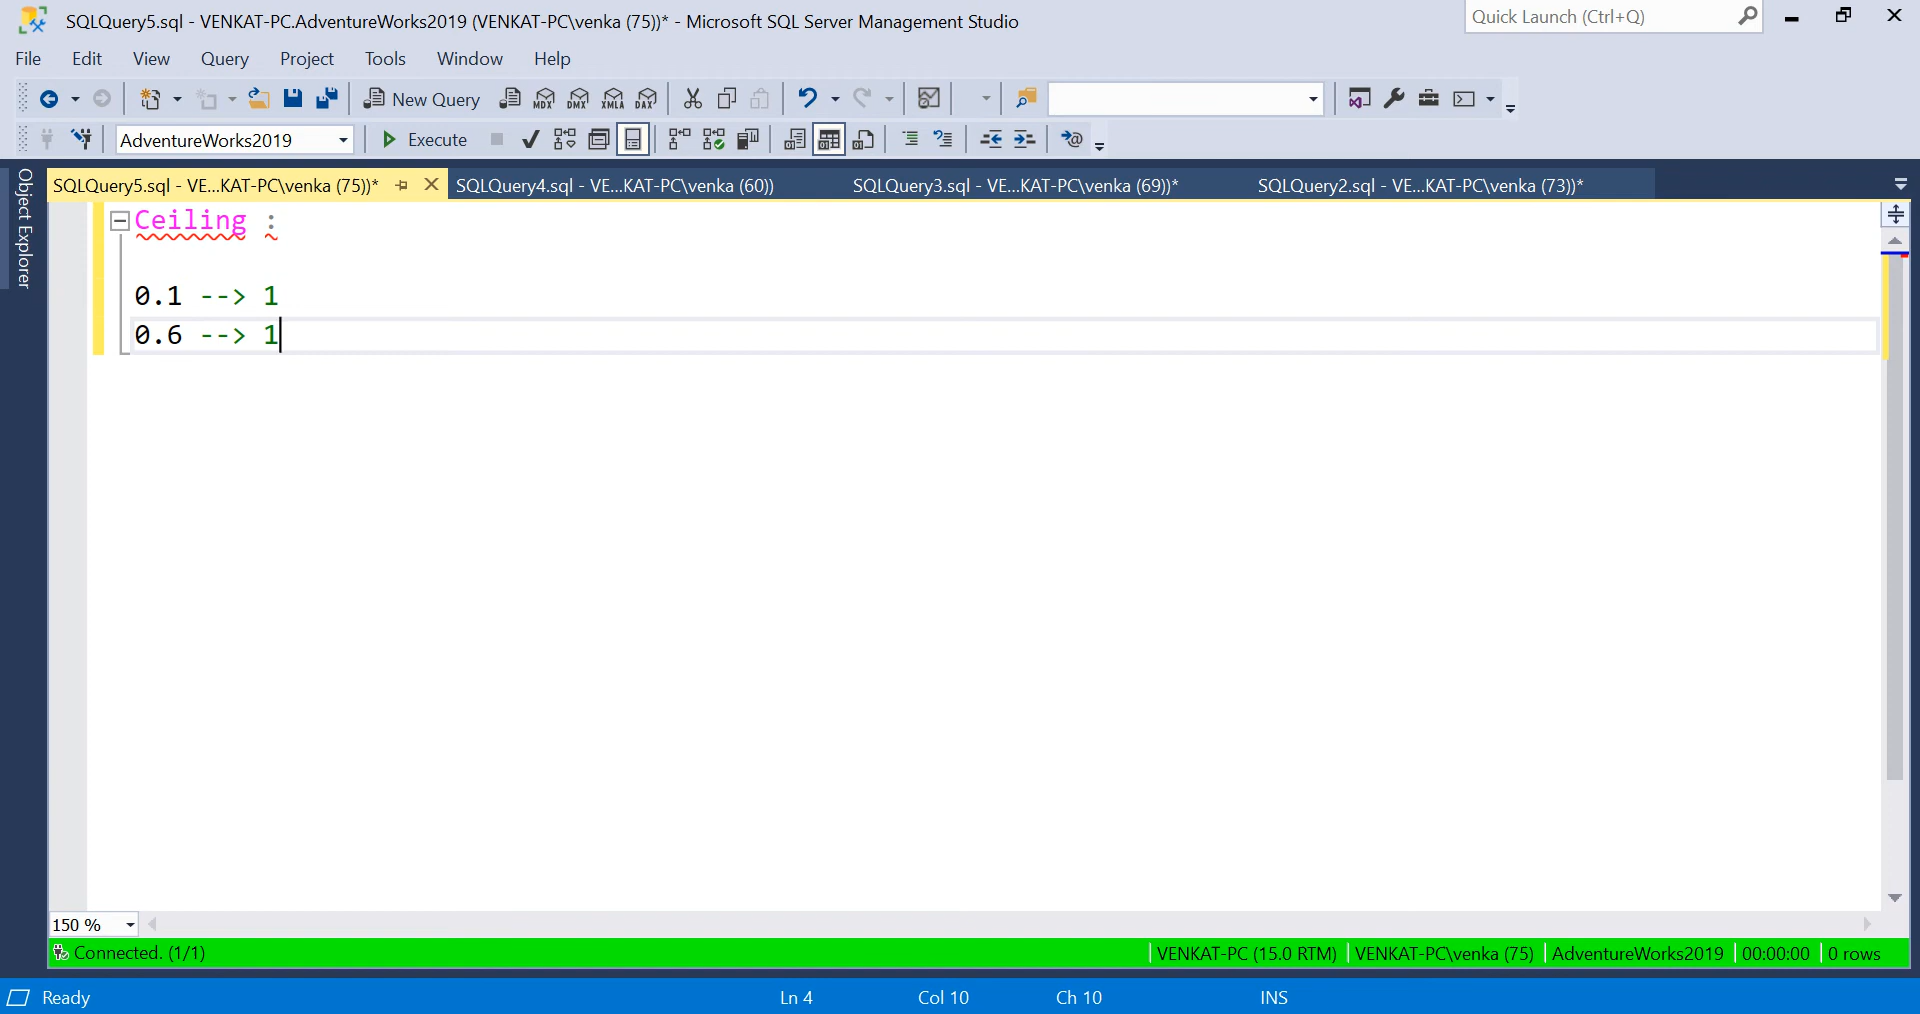 SQLQuery5.sql - VENKAT-PC.AdventureWorks2019 (VENKAT-PC\venka (75))* - Microsoft SQL Server Management Studio
Quick Launch (Ctrl+Q)
File Edit View Query Project Tools Window Help
New Query MDX DMX XMLA DAX
AdventureWorks2019 Execute
Object Explorer
SQLQuery5.sql - VE...KAT-PC\venka (75))* SQLQuery4.sql - VE...KAT-PC\venka (60)) SQLQuery3.sql - VE...KAT-PC\venka (69))* SQLQuery2.sql - VE...KAT-PC\venka (73))*
Ceiling :
0.1 --> 1
0.6 --> 1
150 %
Connected. (1/1) VENKAT-PC (15.0 RTM) VENKAT-PC\venka (75) AdventureWorks2019 00:00:00 0 rows
Ready Ln 4 Col 10 Ch 10 INS